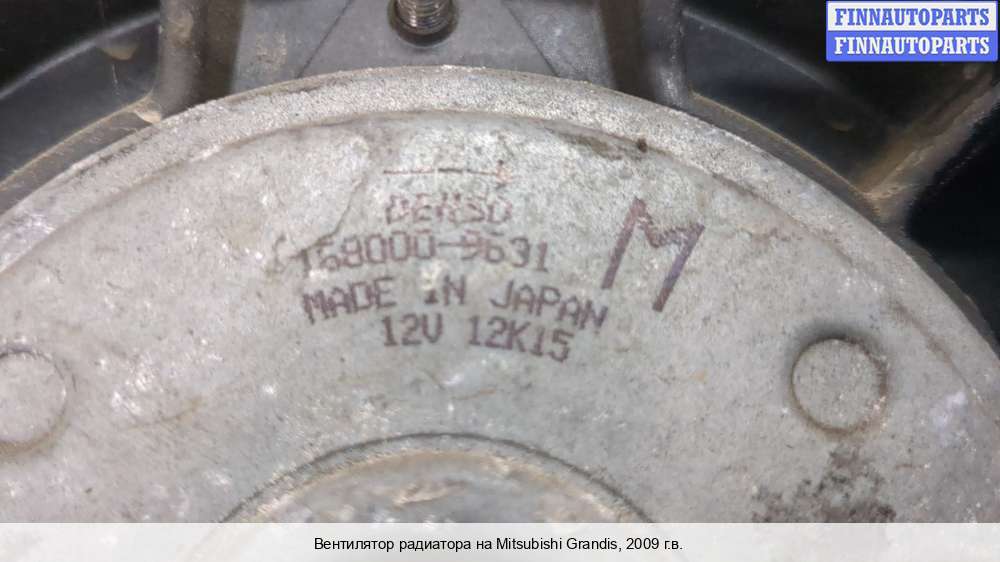 FINNAUTOPARTS
FINNAUTOPARTS
DENSO
168000-9631
M
MADE IN JAPAN
12V 12K15
Вентилятор радиатора на Mitsubishi Grandis, 2009 г.в.